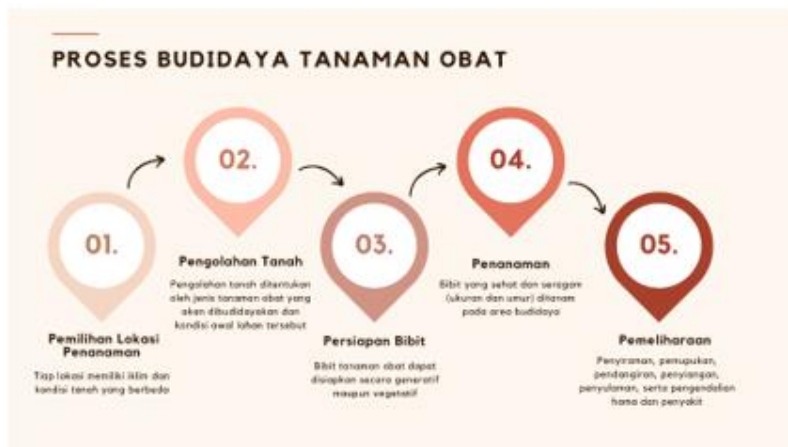 PROSES BUDIDAYA TANAMAN OBAT
01.
Pemilihan Lokasi
Penanaman
Tiap lokasi memiliki iklim dan
kondisi tanah yang berbeda
02.
Pengolahan Tanah
Pengolahan tanah ditentukan
oleh jenis tanaman obat yang
akan dibudidayakan dan
kondisi awal lahan tersebut
03.
Persiapan Bibit
Bibit tanaman obat dapat
disiapkan secara generatif
maupun vegetatif
04.
Penanaman
Bibit yang sehat dan seragam
(ukuran dan umur) ditanam
pada area budidaya
05.
Pemeliharaan
Penyiraman, pemupukan,
pendangiran, penyiangan,
penyulaman, serta pengendalian
hama dan penyakit